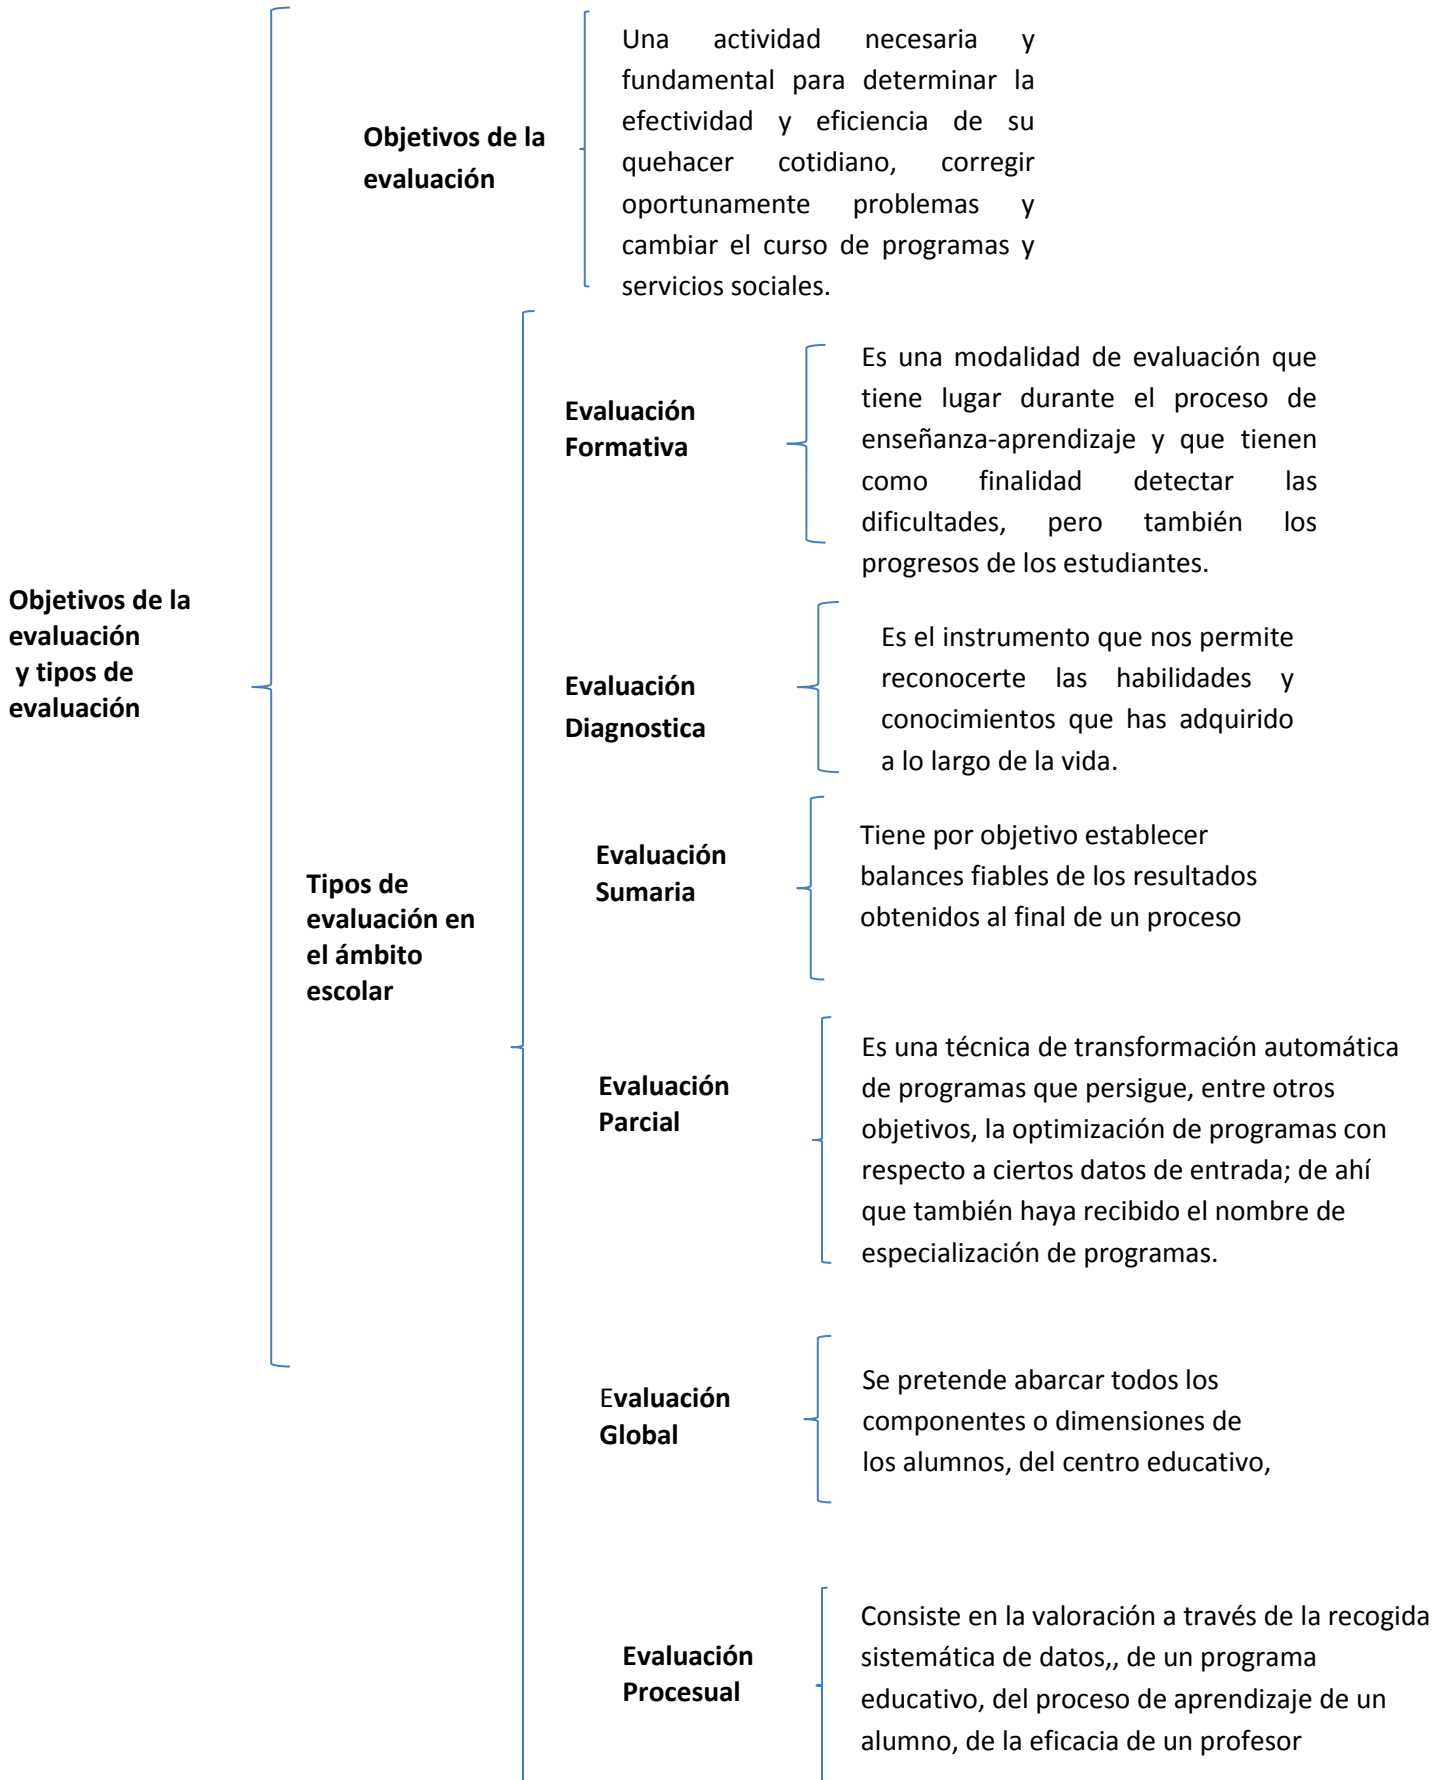 Objetivos de la
evaluación
y tipos de
evaluación
Objetivos de la
evaluación
Una actividad necesaria y
fundamental para determinar la
efectividad y eficiencia de su
quehacer cotidiano, corregir
oportunamente problemas y
cambiar el curso de programas y
servicios sociales.
Tipos de
evaluación en
el ámbito
escolar
Evaluación
Formativa
Es una modalidad de evaluación que
tiene lugar durante el proceso de
enseñanza-aprendizaje y que tienen
como finalidad detectar las
dificultades, pero también los
progresos de los estudiantes.
Evaluación
Diagnostica
Es el instrumento que nos permite
reconocerte las habilidades y
conocimientos que has adquirido
a lo largo de la vida.
Evaluación
Sumaria
Tiene por objetivo establecer
balances fiables de los resultados
obtenidos al final de un proceso
Evaluación
Parcial
Es una técnica de transformación automática
de programas que persigue, entre otros
objetivos, la optimización de programas con
respecto a ciertos datos de entrada; de ahí
que también haya recibido el nombre de
especialización de programas.
Evaluación
Global
Se pretende abarcar todos los
componentes o dimensiones de
los alumnos, del centro educativo,
Evaluación
Procesual
Consiste en la valoración a través de la recogida
sistemática de datos,, de un programa
educativo, del proceso de aprendizaje de un
alumno, de la eficacia de un profesor